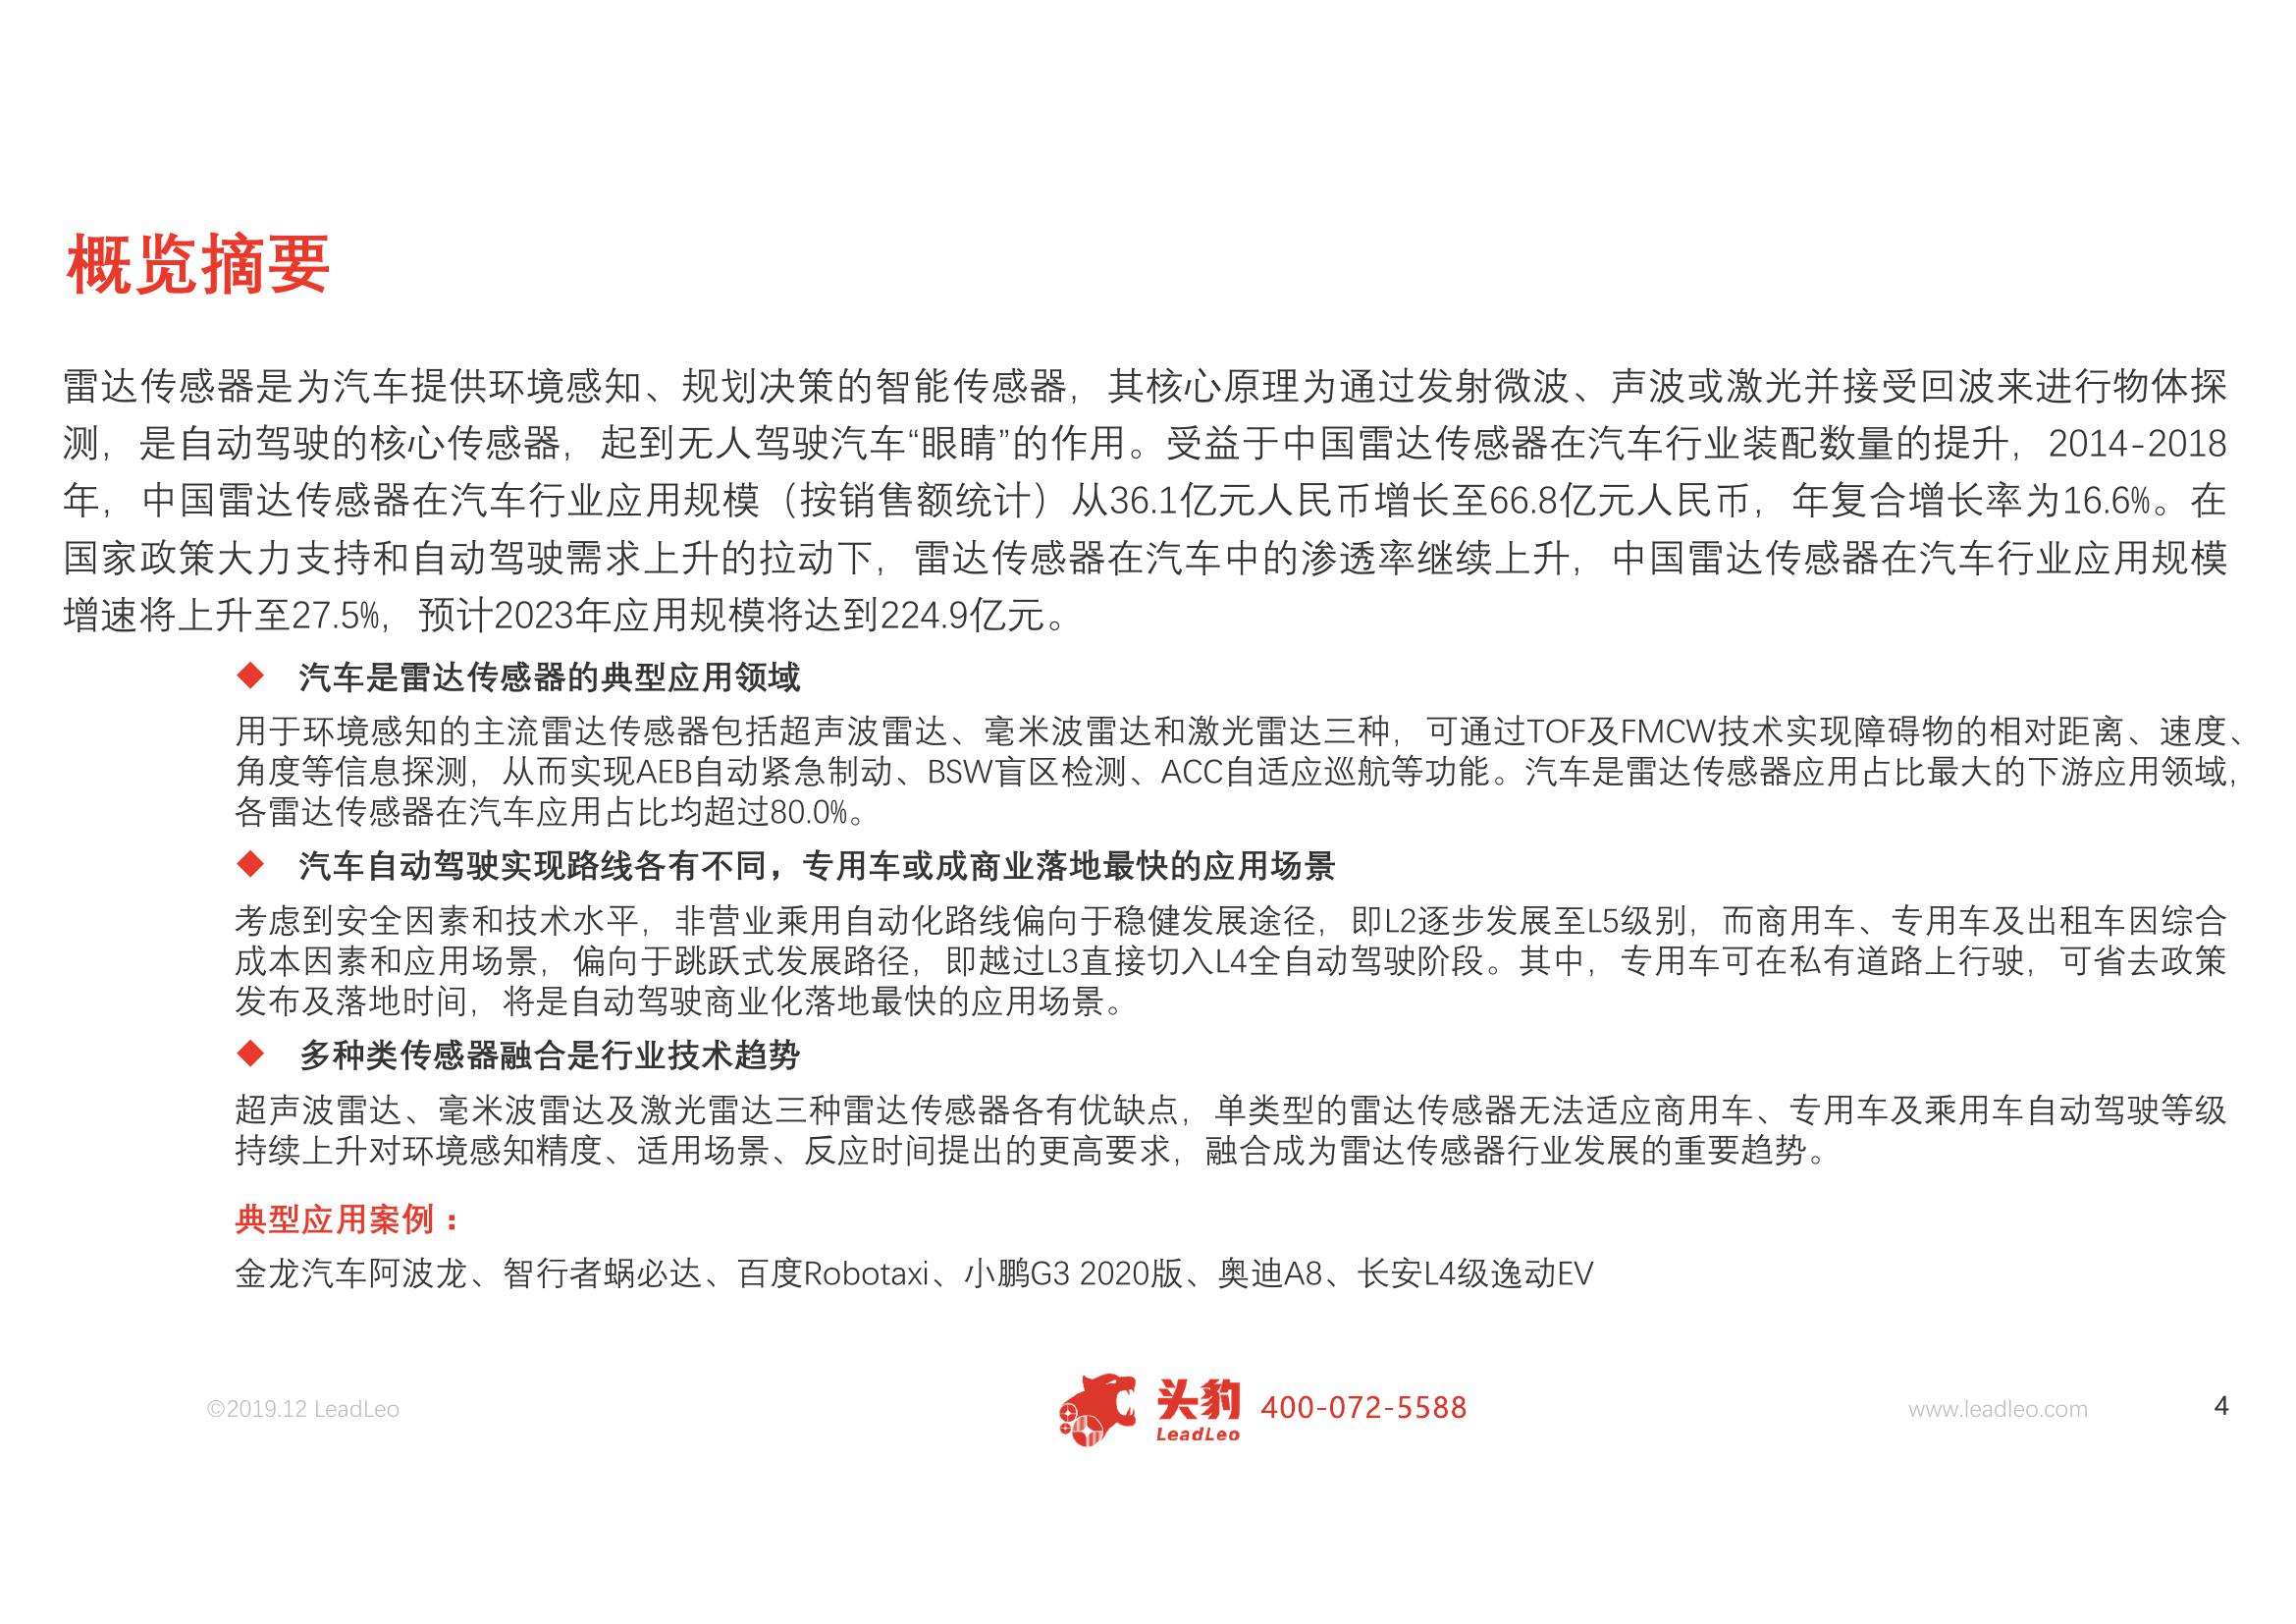 概览摘要
雷达传感器是为汽车提供环境感知、规划决策的智能传感器，其核心原理为通过发射微波、声波或激光并接受回波来进行物体探
测，是自动驾驶的核心传感器，起到无人驾驶汽车“眼睛”的作用。受益于中国雷达传感器在汽车行业装配数量的提升，2014-2018
年，中国雷达传感器在汽车行业应用规模（按销售额统计）从36.1亿元人民币增长至66.8亿元人民币，年复合增长率为16.6%。在
国家政策大力支持和自动驾驶需求上升的拉动下，雷达传感器在汽车中的渗透率继续上升，中国雷达传感器在汽车行业应用规模
增速将上升至27.5%，预计2023年应用规模将达到224.9亿元。
◆ 汽车是雷达传感器的典型应用领域
用于环境感知的主流雷达传感器包括超声波雷达、毫米波雷达和激光雷达三种，可通过TOF及FMCW技术实现障碍物的相对距离、速度、
角度等信息探测，从而实现AEB自动紧急制动、BSW盲区检测、ACC自适应巡航等功能。汽车是雷达传感器应用占比最大的下游应用领域，
各雷达传感器在汽车应用占比均超过80.0%。
◆ 汽车自动驾驶实现路线各有不同，专用车或成商业落地最快的应用场景
考虑到安全因素和技术水平，非营业乘用自动化路线偏向于稳健发展途径，即L2逐步发展至L5级别，而商用车、专用车及出租车因综合
成本因素和应用场景，偏向于跳跃式发展路径，即越过L3直接切入L4全自动驾驶阶段。其中，专用车可在私有道路上行驶，可省去政策
发布及落地时间，将是自动驾驶商业化落地最快的应用场景。
◆ 多种类传感器融合是行业技术趋势
超声波雷达、毫米波雷达及激光雷达三种雷达传感器各有优缺点，单类型的雷达传感器无法适应商用车、专用车及乘用车自动驾驶等级
持续上升对环境感知精度、适用场景、反应时间提出的更高要求，融合成为雷达传感器行业发展的重要趋势。
典型应用案例：
金龙汽车阿波龙、智行者蜗必达、百度Robotaxi、小鹏G3 2020版、奥迪A8、长安L4级逸动EV
©2019.12 LeadLeo
头豹
LeadLeo
400-072-5588
www.leadleo.com
4